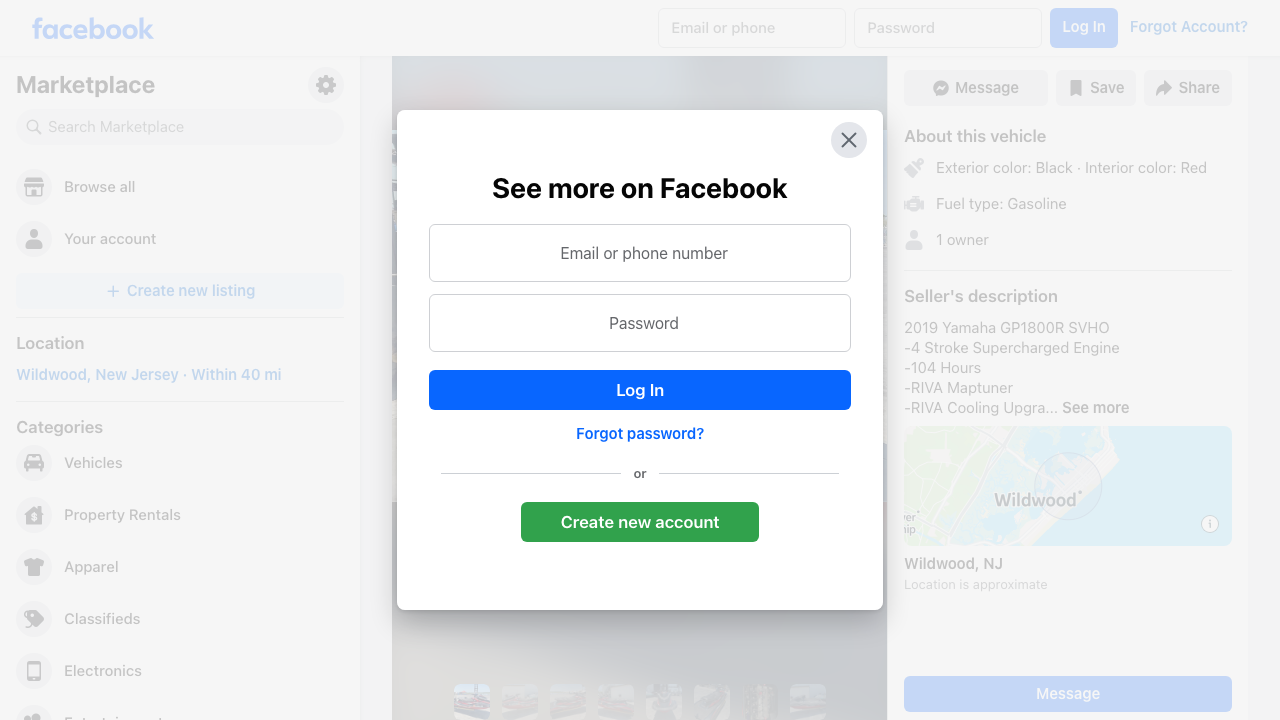 facebook
Email or phone
Password
Log In
Forgot Account?
Marketplace
Search Marketplace
Browse all
Your account
Create new listing
Location
Wildwood, New Jersey · Within 40 mi
Categories
Vehicles
Property Rentals
Apparel
Classifieds
Electronics
See more on Facebook
Email or phone number
Password
Log In
Forgot password?
or
Create new account
Message
Save
Share
About this vehicle
Exterior color: Black · Interior color: Red
Fuel type: Gasoline
1 owner
Seller's description
2019 Yamaha GP1800R SVHO
-4 Stroke Supercharged Engine
-104 Hours
-RIVA Maptuner
-RIVA Cooling Upgra... See more
Wildwood
Wildwood, NJ
Location is approximate
Message